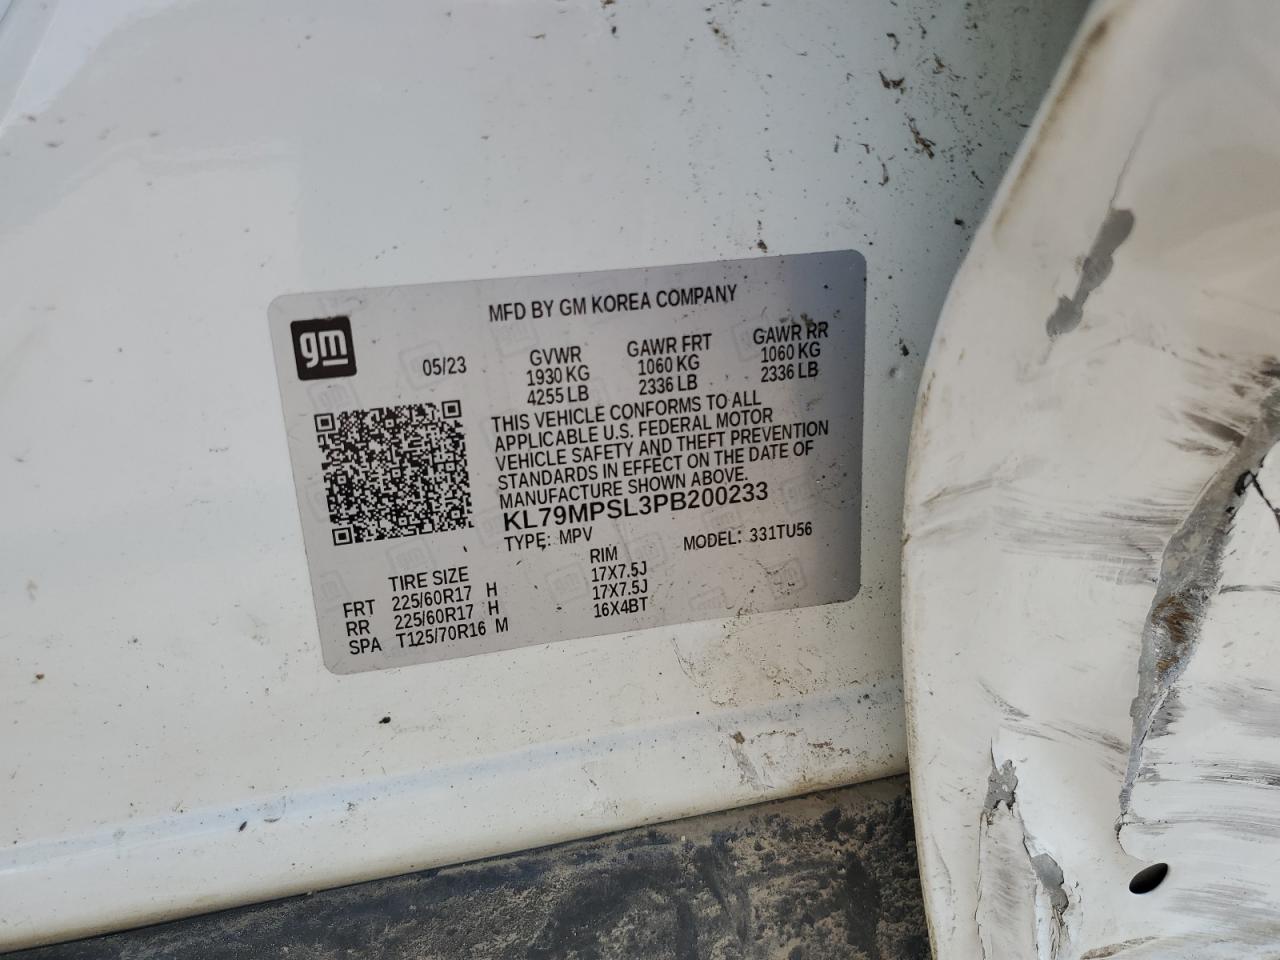 MFD BY GM KOREA COMPANY
gm
05/23
GVWR
1930 KG
4255 LB
GAWR FRT
1060 KG
2336 LB
GAWR RR
1060 KG
2336 LB
THIS VEHICLE CONFORMS TO ALL
APPLICABLE U.S. FEDERAL MOTOR
VEHICLE SAFETY AND THEFT PREVENTION
STANDARDS IN EFFECT ON THE DATE OF
MANUFACTURE SHOWN ABOVE.
KL79MPSL3PB200233
TYPE: MPV MODEL: 331TU56
TIRE SIZE RIM
FRT 225/60R17 H 17X7.5J
RR 225/60R17 H 17X7.5J
SPA T125/70R16 M 16X4BT